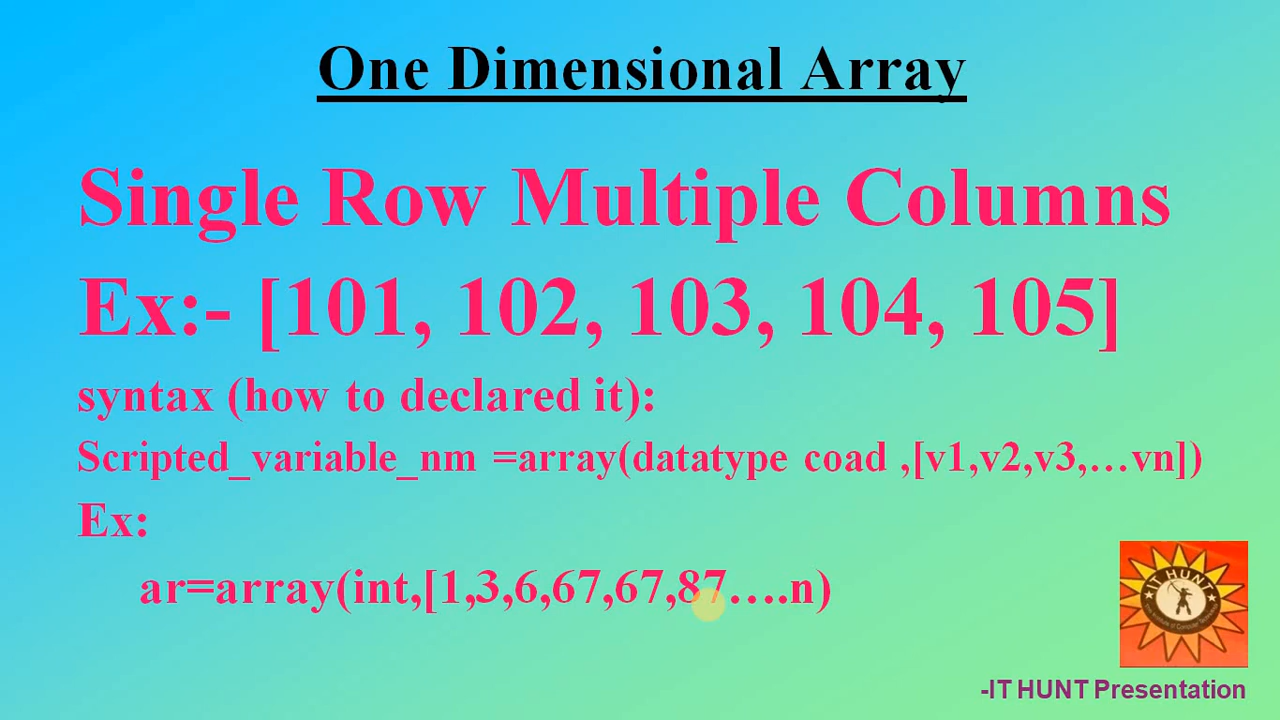 One Dimensional Array
Single Row Multiple Columns
Ex:- [101, 102, 103, 104, 105]
syntax (how to declared it):
Scripted_variable_nm =array(datatype coad ,[v1,v2,v3,…vn])
Ex:
ar=array(int,[1,3,6,67,67,87….n)
IT HUNT
-IT HUNT Presentation